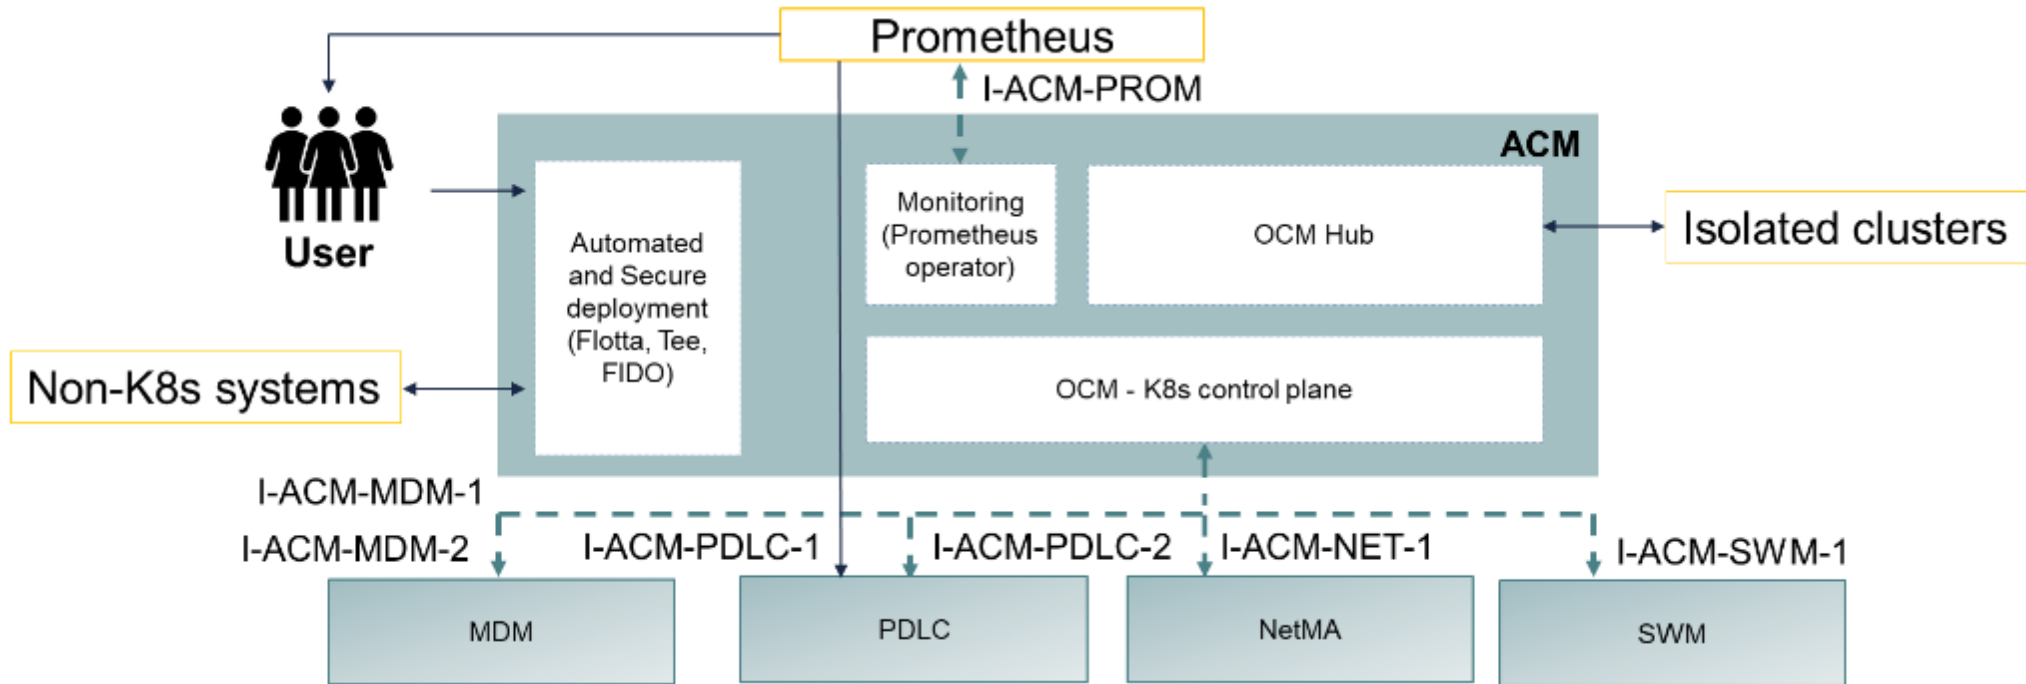 Prometheus
I-ACM-PROM
ACM
User
Automated
and Secure
deployment
(Flotta, Tee,
FIDO)
Monitoring
(Prometheus
operator)
OCM Hub
Isolated clusters
Non-K8s systems
OCM - K8s control plane
I-ACM-MDM-1
I-ACM-MDM-2
I-ACM-PDLC-1
I-ACM-PDLC-2
I-ACM-NET-1
I-ACM-SWM-1
MDM
PDLC
NetMA
SWM